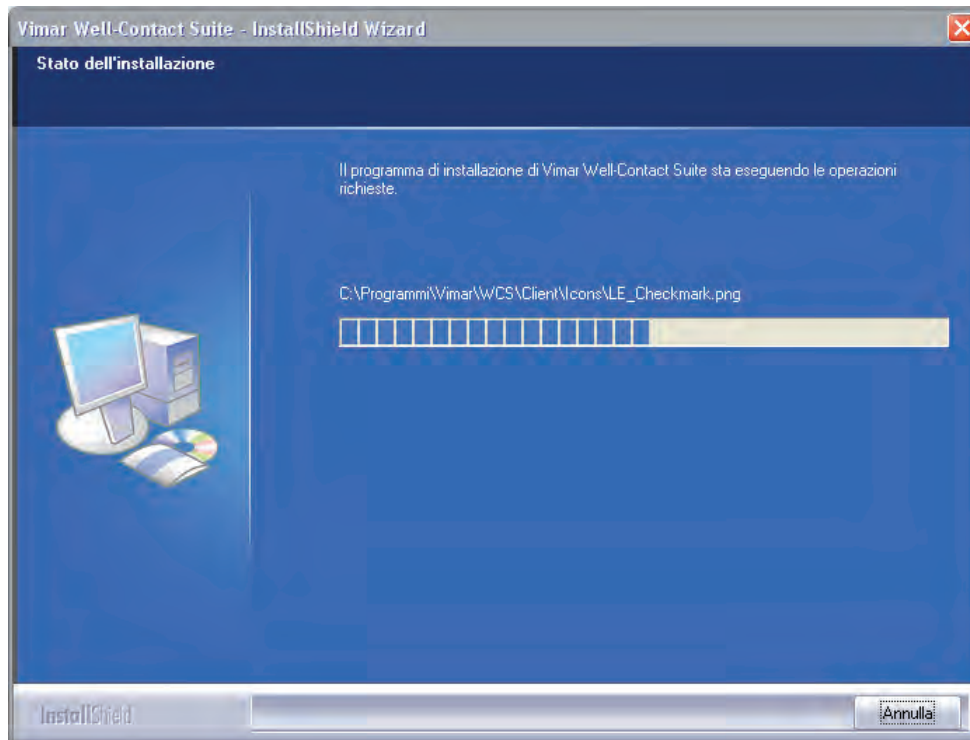 Vimar Well-Contact Suite - InstallShield Wizard
Stato dell'installazione
Il programma di installazione di Vimar Well-Contact Suite sta eseguendo le operazioni
richieste.
C:\Programmi\Vimar\WCS\Client\Icons\LE_Checkmark.png
InstallShield
Annulla